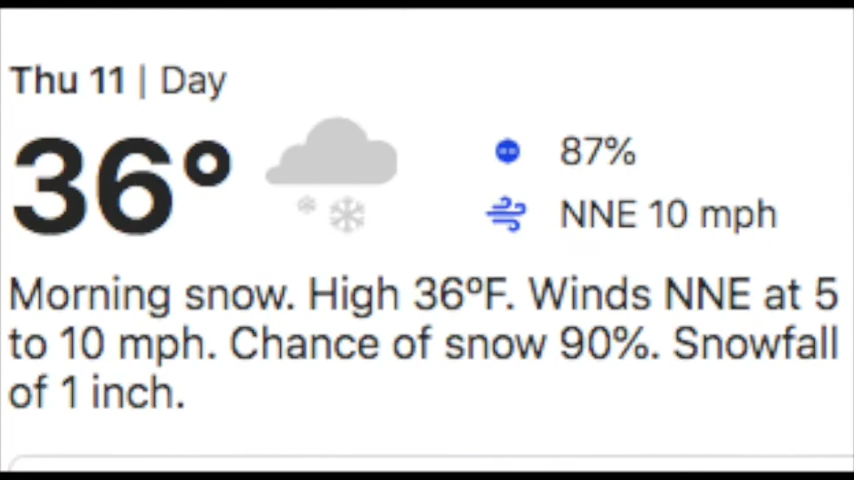 Thu 11 | Day
36°
87%
NNE 10 mph
Morning snow. High 36ºF. Winds NNE at 5
to 10 mph. Chance of snow 90%. Snowfall
of 1 inch.